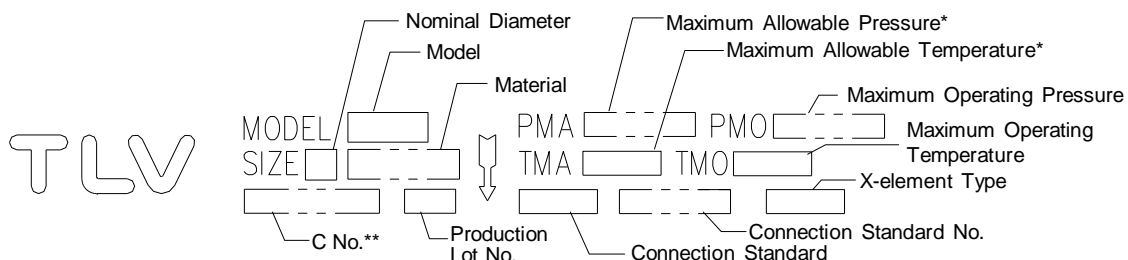 Nominal Diameter
Model
Material
Maximum Allowable Pressure*
Maximum Allowable Temperature*
Maximum Operating Pressure
Maximum Operating
Temperature
TLV
MODEL
PMA
PMO
SIZE
TMA
TMO
X-element Type
C No.**
Production
Lot No.
Connection Standard No.
Connection Standard